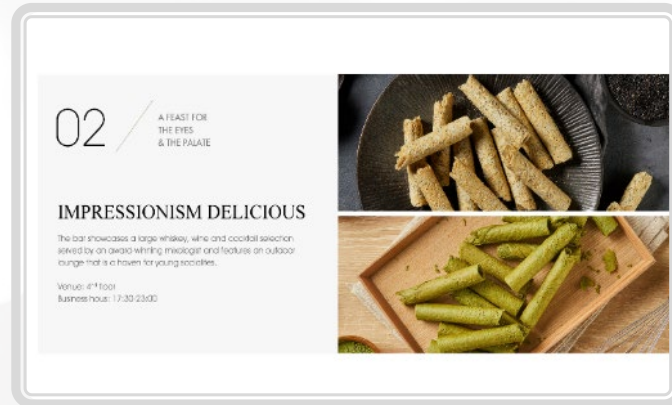 02
A FEAST FOR
THE EYES
& THE PALATE
IMPRESSIONISM DELICIOUS
The bar showcases a large whiskey, wine and cocktail selection
served by an award-winning mixologist and features an outdoor
lounge that is a haven for young socialites.
Venue: 4ᵗʰ floor
Business hous: 17:30-23:00